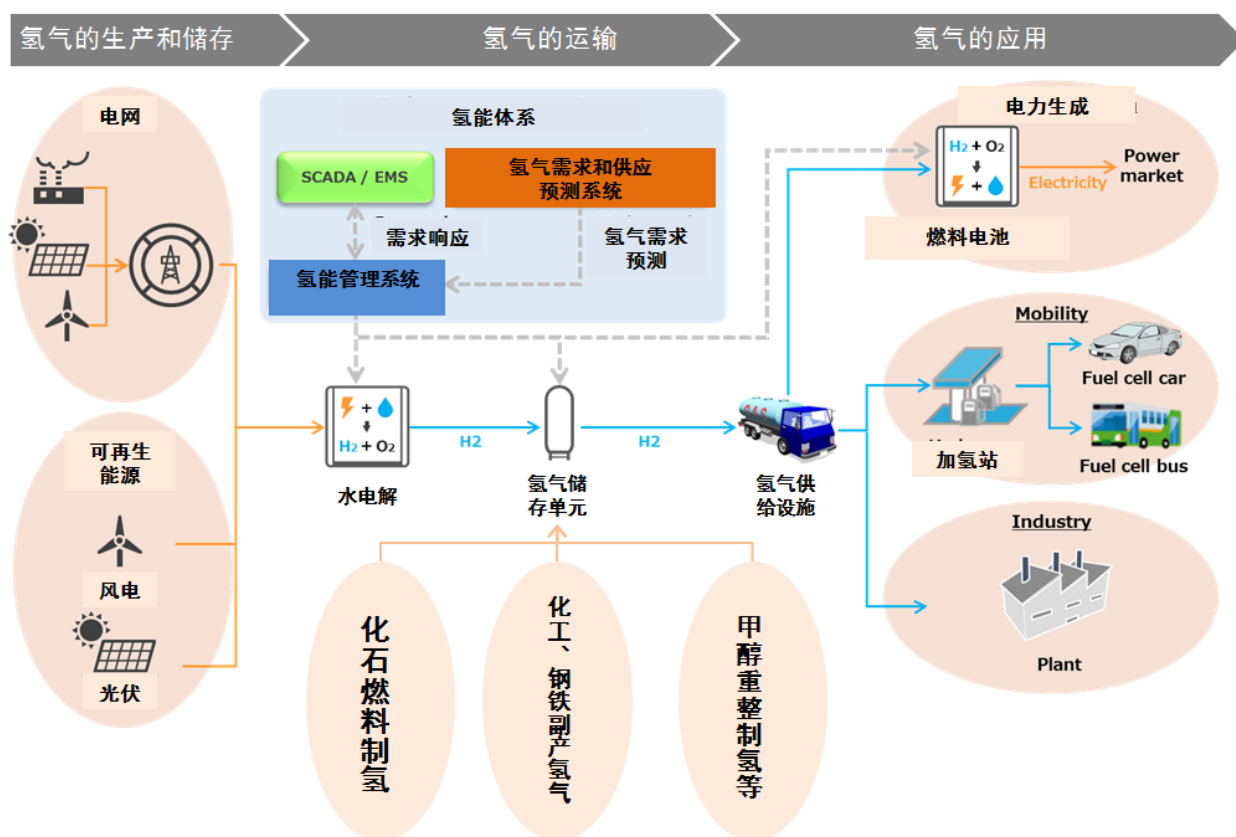 氢气的生产和储存
氢气的运输
氢气的应用
电网
氢能体系
SCADA / EMS
氢气需求和供应
预测系统
需求响应
氢气需求
预测
氢能管理系统
电力生成
H₂ + O₂
Electricity
Power
market
燃料电池
可再生
能源
风电
光伏
H₂ + O₂
水电解
H2
氢气储
存单元
H2
GAS
氢气供
给设施
Mobility
Fuel cell car
加氢站
Fuel cell bus
Industry
Plant
化石燃料制氢
化工、钢铁副产氢气
甲醇重整制氢等